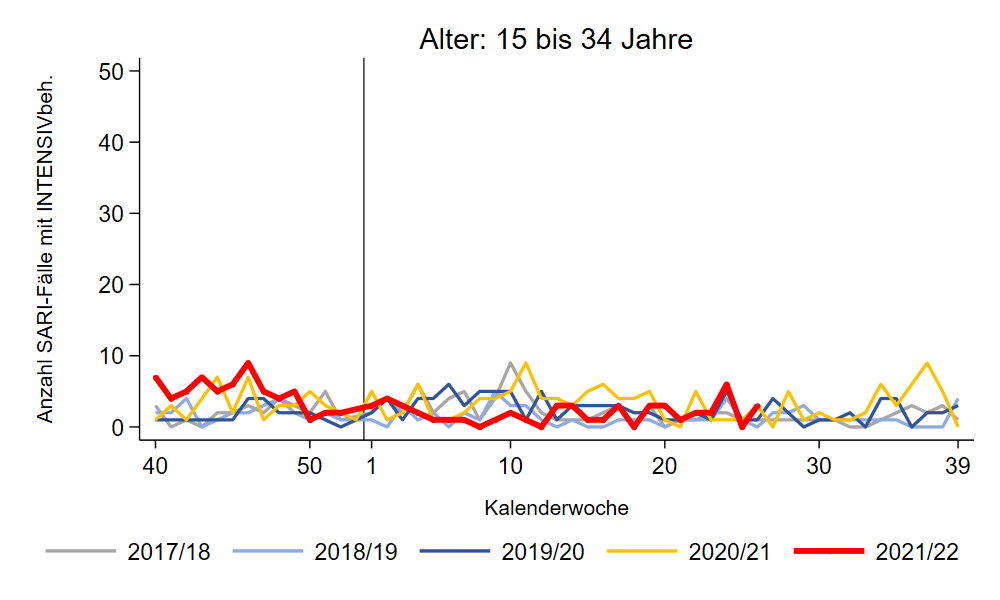 Alter: 15 bis 34 Jahre
Anzahl SARI-Fälle mit INTENSIVbeh.
50
40
30
20
10
0
40 50 1 10 20 30 39
Kalenderwoche
2017/18 2018/19 2019/20 2020/21 2021/22